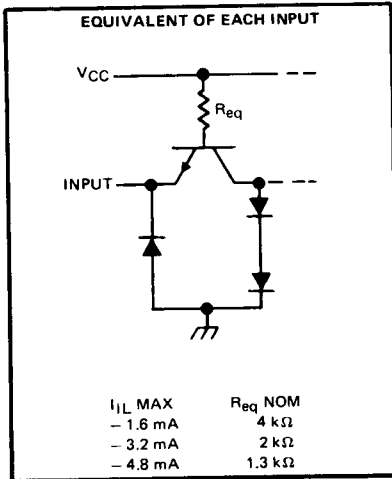 EQUIVALENT OF EACH INPUT
VCC
Req
INPUT
IIL MAX Req NOM
− 1.6 mA 4 kΩ
− 3.2 mA 2 kΩ
− 4.8 mA 1.3 kΩ